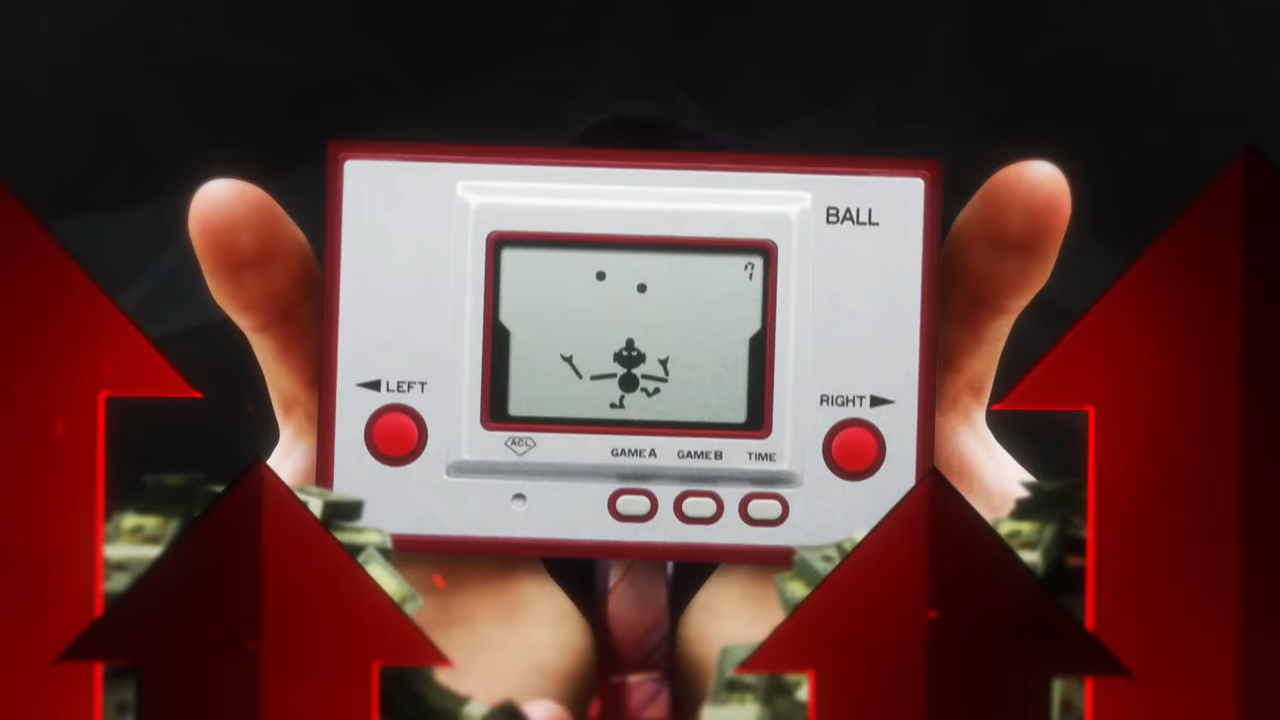 BALL
7
◀ LEFT
RIGHT ▶
ACL
GAME A GAME B TIME